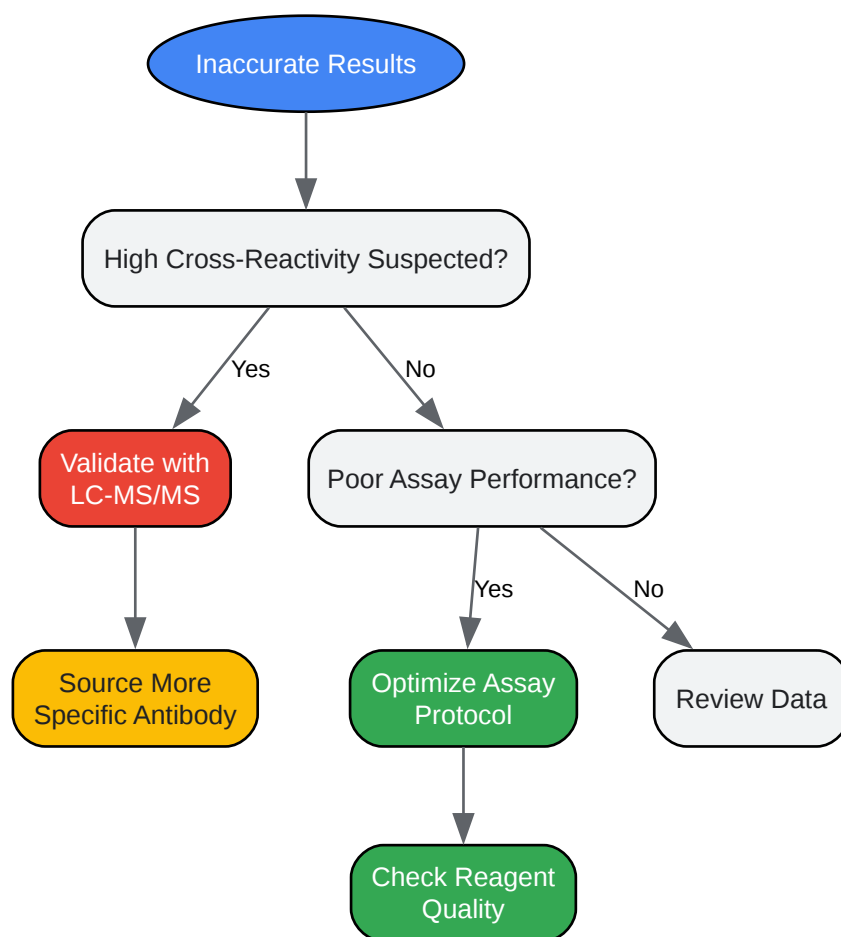 Inaccurate Results
High Cross-Reactivity Suspected?
Yes
No
Validate with
LC-MS/MS
Poor Assay Performance?
Yes
No
Source More
Specific Antibody
Optimize Assay
Protocol
Review Data
Check Reagent
Quality